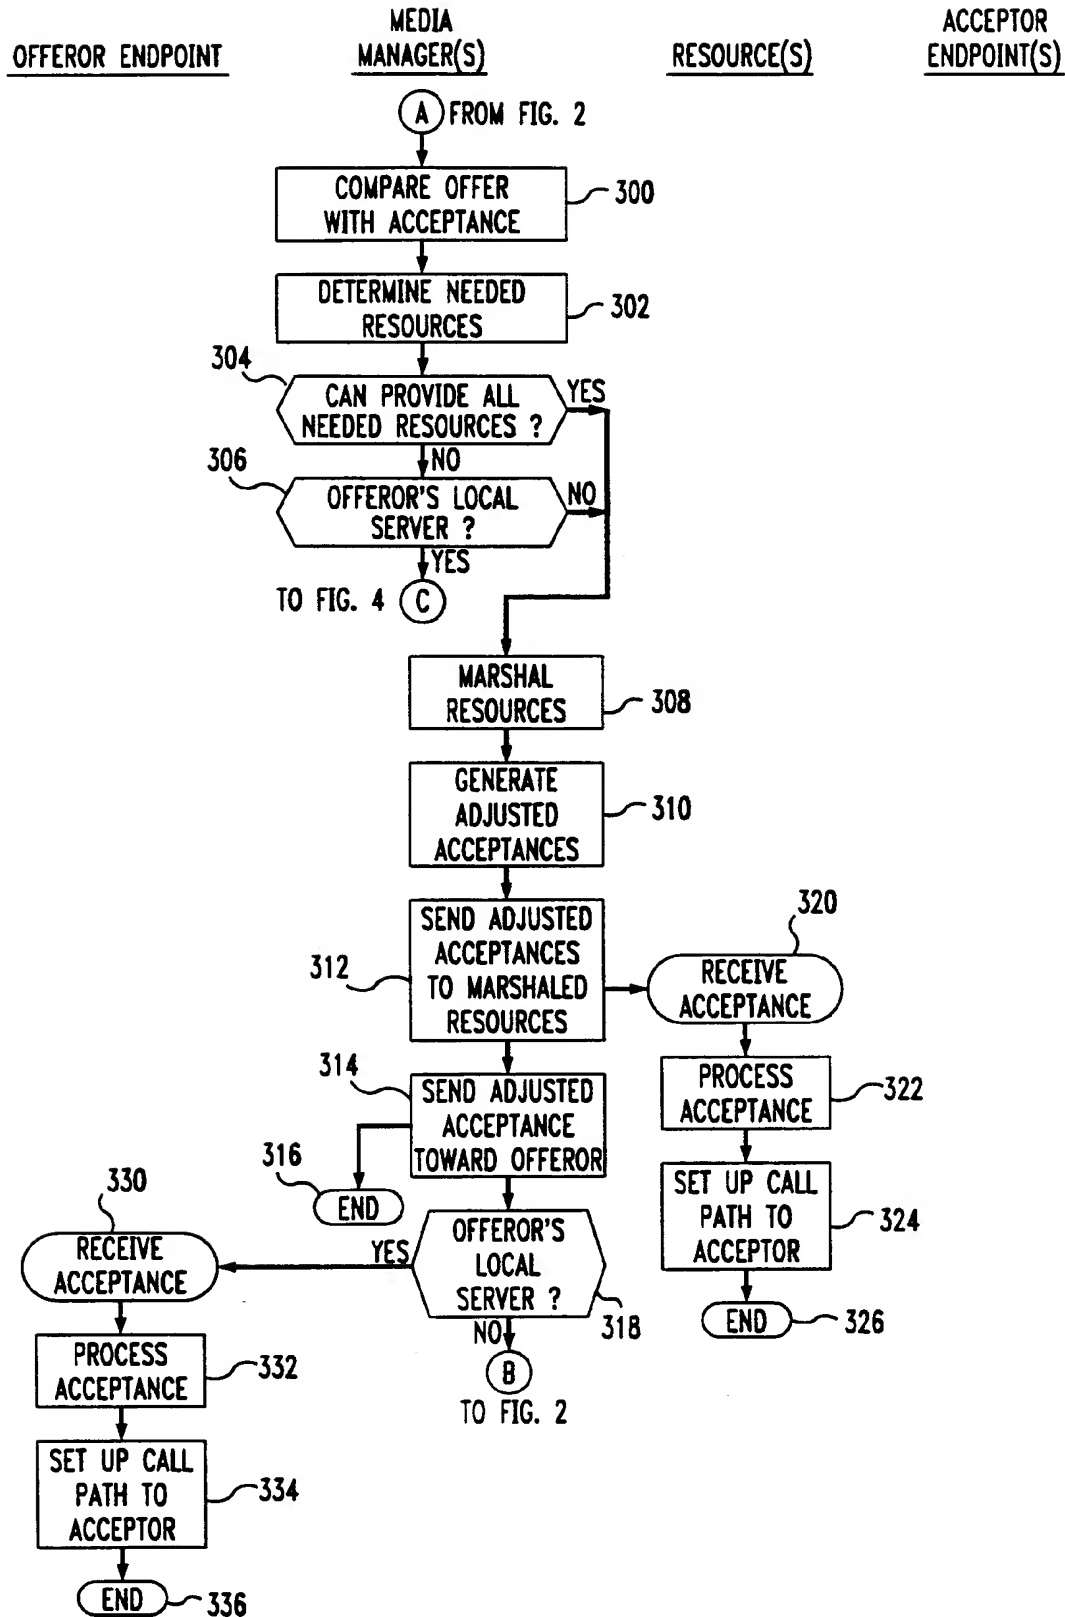 OFFEROR ENDPOINT
MEDIA
MANAGER(S)
RESOURCE(S)
ACCEPTOR
ENDPOINT(S)
A FROM FIG. 2
COMPARE OFFER
WITH ACCEPTANCE
300
DETERMINE NEEDED
RESOURCES
302
304
CAN PROVIDE ALL
NEEDED RESOURCES ?
YES
NO
306
OFFEROR'S LOCAL
SERVER ?
NO
YES
TO FIG. 4 C
MARSHAL
RESOURCES
308
GENERATE
ADJUSTED
ACCEPTANCES
310
SEND ADJUSTED
ACCEPTANCES
TO MARSHALED
RESOURCES
312
320
RECEIVE
ACCEPTANCE
314
SEND ADJUSTED
ACCEPTANCE
TOWARD OFFEROR
PROCESS
ACCEPTANCE
322
316
END
SET UP CALL
PATH TO
ACCEPTOR
324
330
RECEIVE
ACCEPTANCE
YES
OFFEROR'S
LOCAL
SERVER ?
318
END
326
NO
B
TO FIG. 2
PROCESS
ACCEPTANCE
332
SET UP CALL
PATH TO
ACCEPTOR
334
END
336